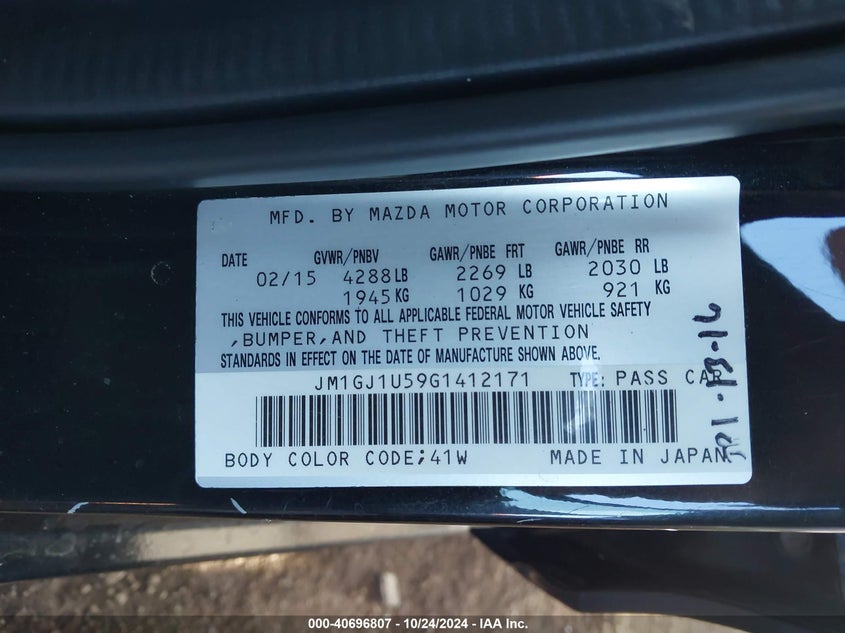 MFD. BY MAZDA MOTOR CORPORATION
DATE GVWR/PNBV GAWR/PNBE FRT GAWR/PNBE RR
02/15 4288 LB 2269 LB 2030 LB
1945 KG 1029 KG 921 KG
THIS VEHICLE CONFORMS TO ALL APPLICABLE FEDERAL MOTOR VEHICLE SAFETY
,BUMPER,AND THEFT PREVENTION
STANDARDS IN EFFECT ON THE DATE OF MANUFACTURE SHOWN ABOVE.
JM1GJ1U59G1412171 TYPE: PASS CAR
BODY COLOR CODE;41W MADE IN JAPAN
000-40696807 - 10/24/2024 - IAA Inc.